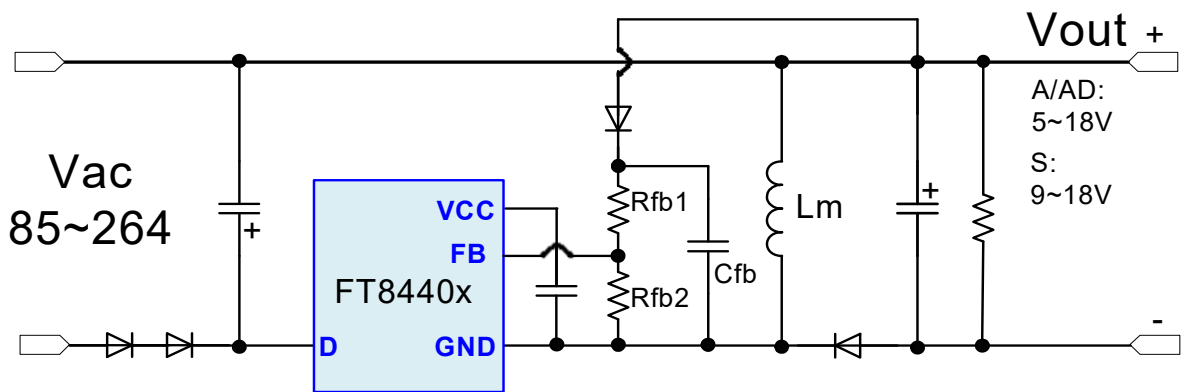 Vout +
A/AD:
5~18V
S:
9~18V
Vac
85~264
+
VCC
FB
FT8440x
D
GND
Rfb1
Rfb2
Cfb
Lm
+
-